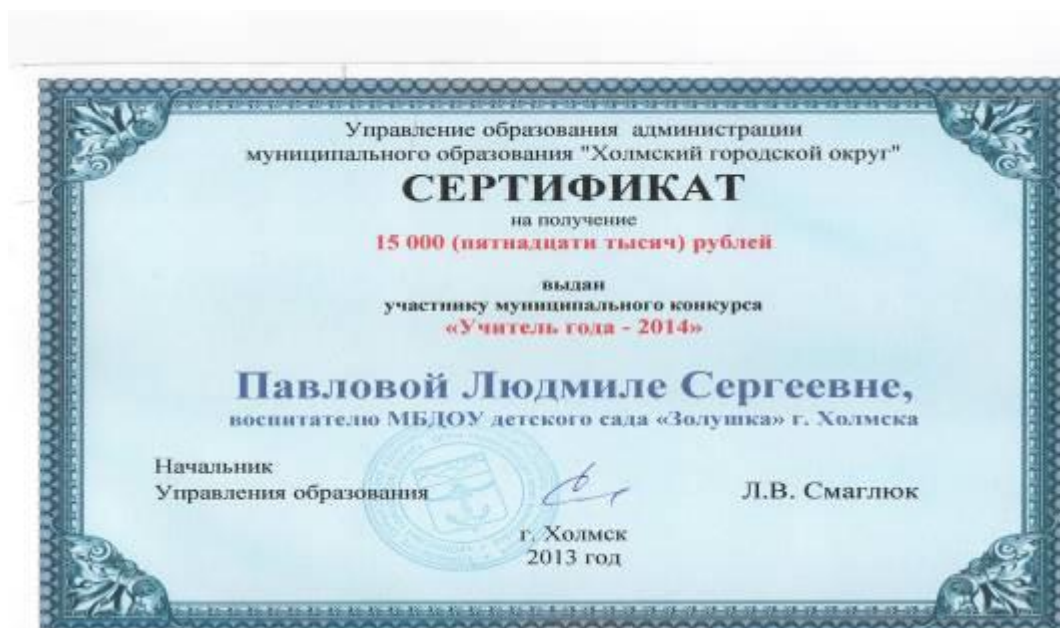 Управление образования администрации
муниципального образования "Холмский городской округ"
СЕРТИФИКАТ
на получение
15 000 (пятнадцати тысяч) рублей
выдан
участнику муниципального конкурса
«Учитель года - 2014»
Павловой Людмиле Сергеевне,
воспитателю МБДОУ детского сада «Золушка» г. Холмска
Начальник
Управления образования
Л.В. Смаглюк
г. Холмск
2013 год